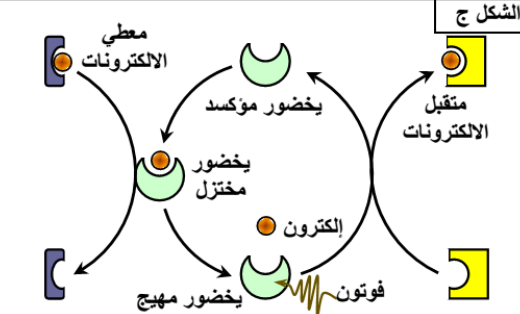 الشكل ج
معطي
الالكترونات
يخضور مؤكسد
متقبل
الالكترونات
يخضور
مختزل
إلكترون
فوتون
يخضور مهيج